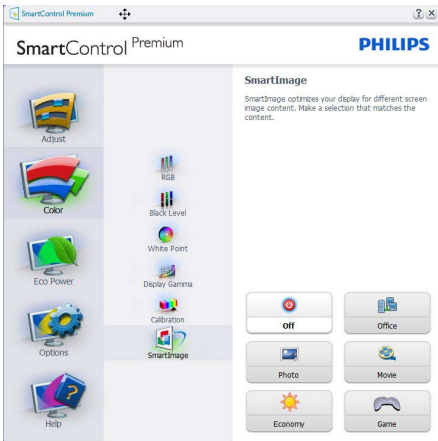 SmartControl Premium
SmartControl Premium
PHILIPS
Adjust
Color
Eco Power
Options
Help
RGB
Black Level
White Point
Display Gamma
Calibration
SmartImage
SmartImage
SmartImage optimizes your display for different screen
image content. Make a selection that matches the
content.
Off
Office
Photo
Movie
Economy
Game